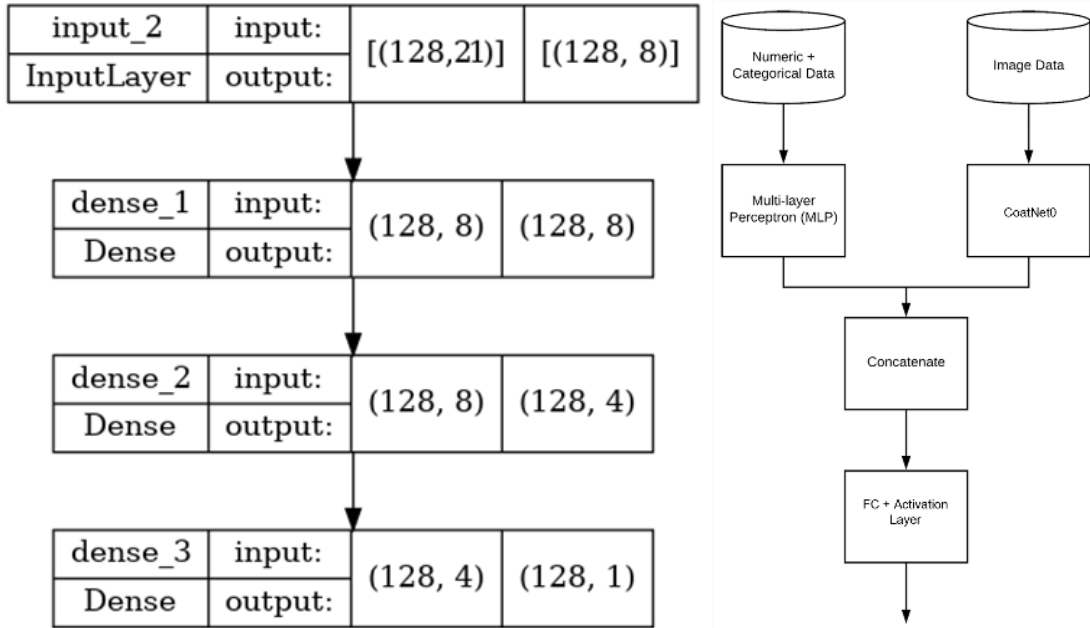 input_2
input:
[(128,21)]
[(128, 8)]
InputLayer
output:
dense_1
input:
(128, 8)
(128, 8)
Dense
output:
dense_2
input:
(128, 8)
(128, 4)
Dense
output:
dense_3
input:
(128, 4)
(128, 1)
Dense
output:
Numeric +
Categorical Data
Image Data
Multi-layer
Perceptron (MLP)
CoatNet0
Concatenate
FC + Activation
Layer